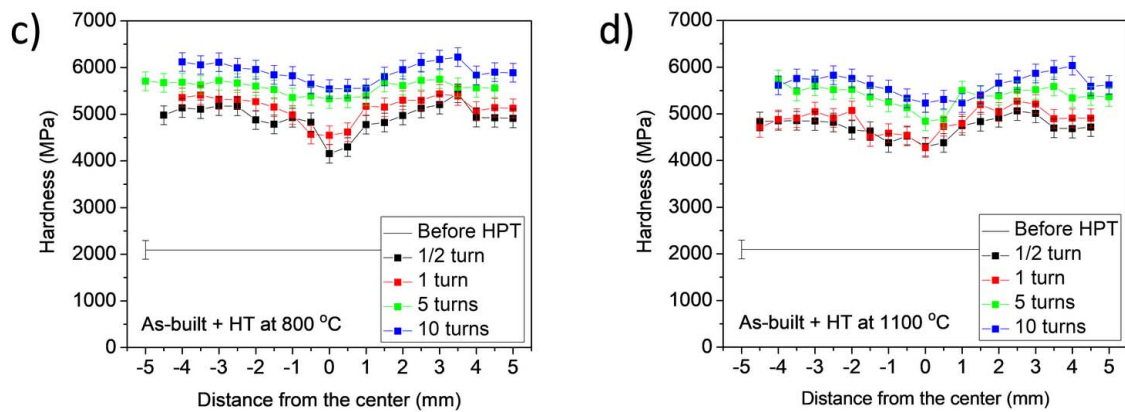 c)
7000
6000
5000
4000
3000
2000
1000
0
Hardness (MPa)
Before HPT
1/2 turn
1 turn
5 turns
10 turns
As-built + HT at 800 °C
-5 -4 -3 -2 -1 0 1 2 3 4 5
Distance from the center (mm)
d)
7000
6000
5000
4000
3000
2000
1000
0
Hardness (MPa)
Before HPT
1/2 turn
1 turn
5 turns
10 turns
As-built + HT at 1100 °C
-5 -4 -3 -2 -1 0 1 2 3 4 5
Distance from the center (mm)